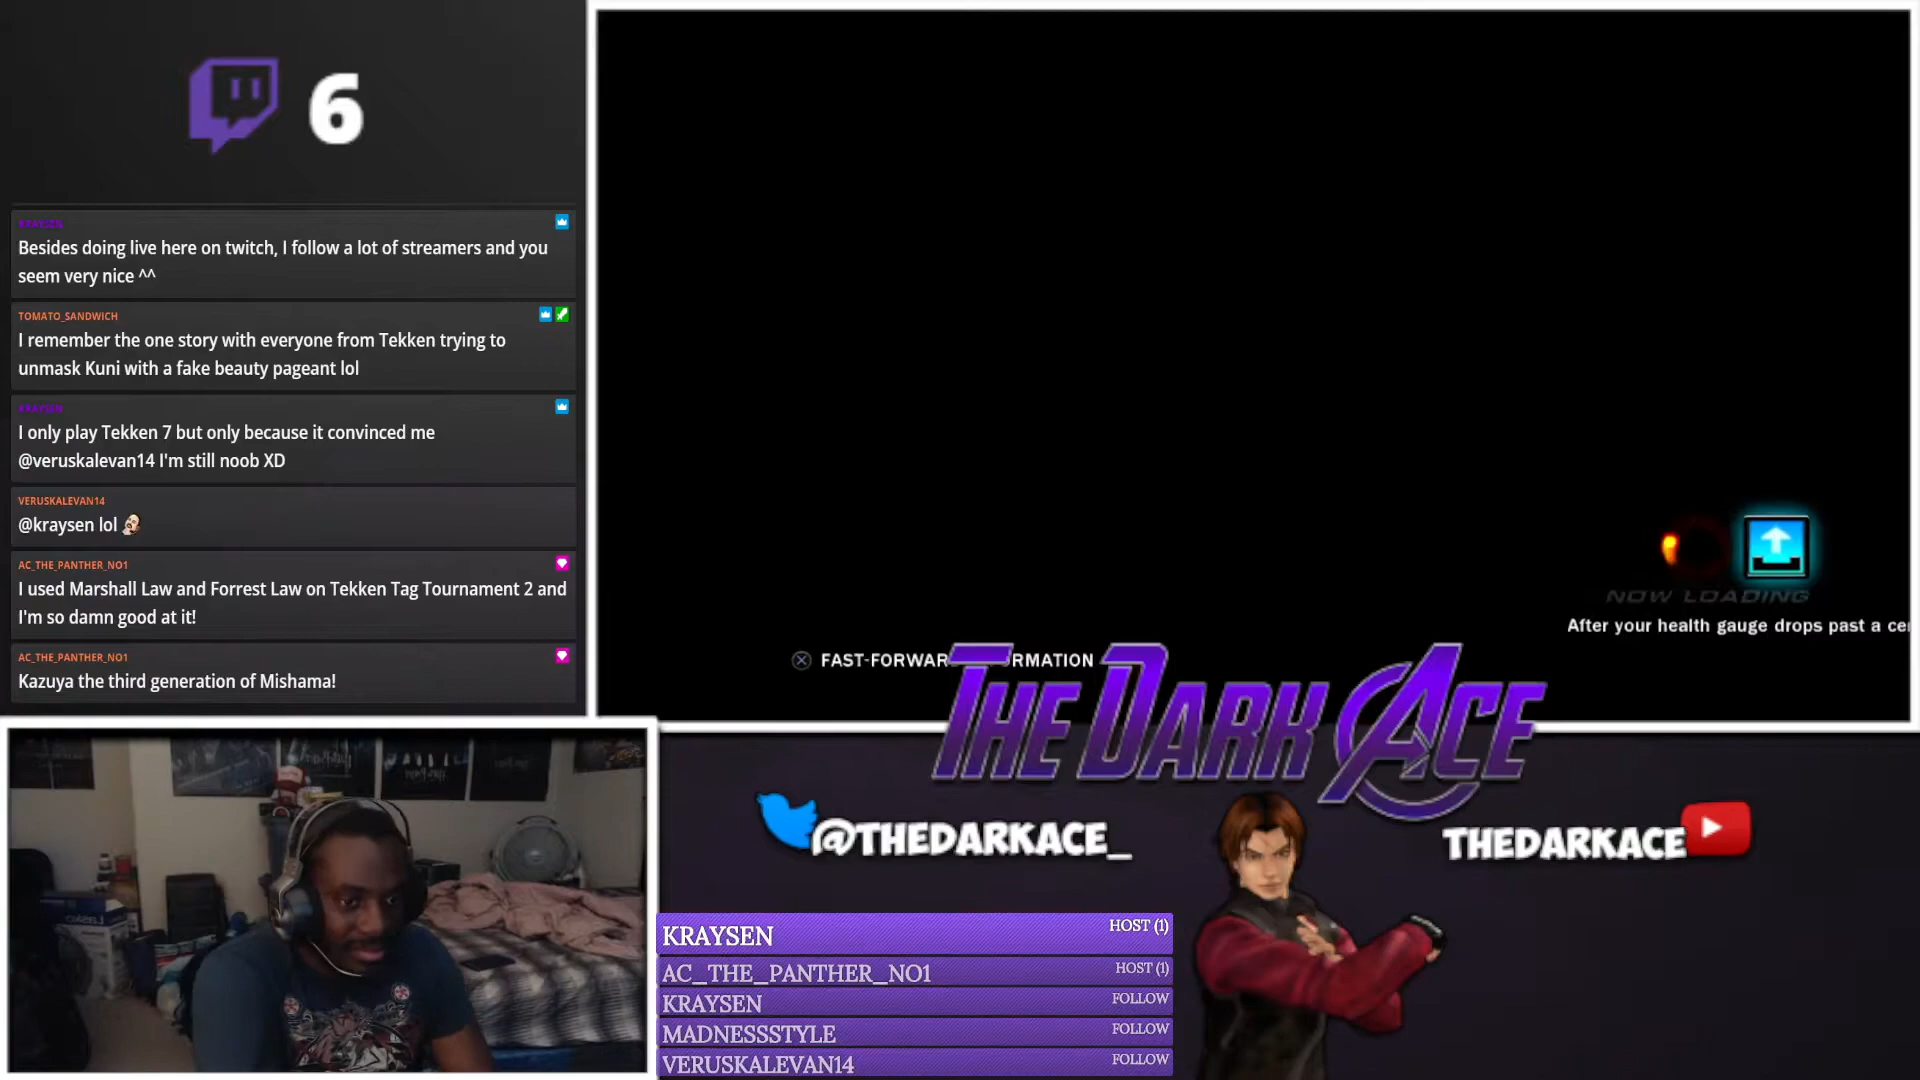 6
KRAYSEN
Besides doing live here on twitch, I follow a lot of streamers and you
seem very nice ^^
TOMATO_SANDWICH
I remember the one story with everyone from Tekken trying to
unmask Kuni with a fake beauty pageant lol
KRAYSEN
I only play Tekken 7 but only because it convinced me
@veruskalevan14 I'm still noob XD
VERUSKALEVAN14
@kraysen lol
AC_THE_PANTHER_NO1
I used Marshall Law and Forrest Law on Tekken Tag Tournament 2 and
I'm so damn good at it!
AC_THE_PANTHER_NO1
Kazuya the third generation of Mishama!
NOW LOADING
After your health gauge drops past a cer
FAST-FORWAR RMATION
THE DARK ACE
@THEDARKACE_
THEDARKACE
KRAYSEN HOST (1)
AC_THE_PANTHER_NO1 HOST (1)
KRAYSEN FOLLOW
MADNESSSTYLE FOLLOW
VERUSKALEVAN14 FOLLOW